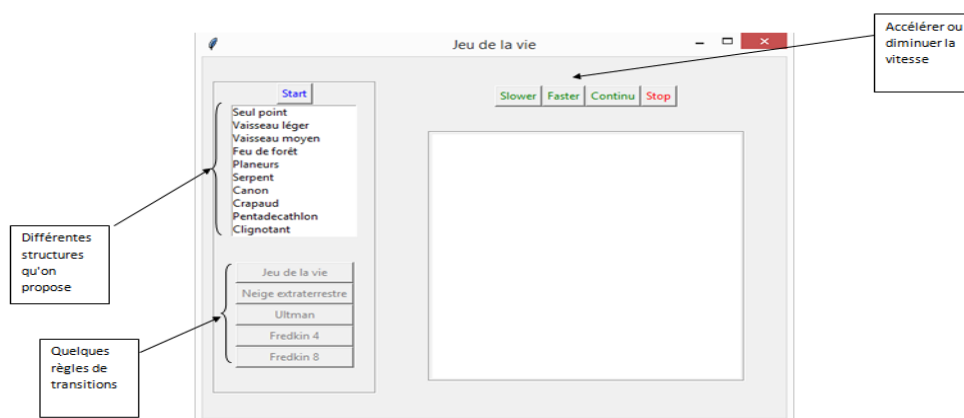 Jeu de la vie
Accélérer ou
diminuer la
vitesse
Start
Slower Faster Continu Stop
Seul point
Vaisseau léger
Vaisseau moyen
Feu de forêt
Planeurs
Serpent
Canon
Crapaud
Pentadecathlon
Clignotant
Différentes
structures
qu'on
propose
Jeu de la vie
Neige extraterrestre
Ultman
Fredkin 4
Fredkin 8
Quelques
règles de
transitions